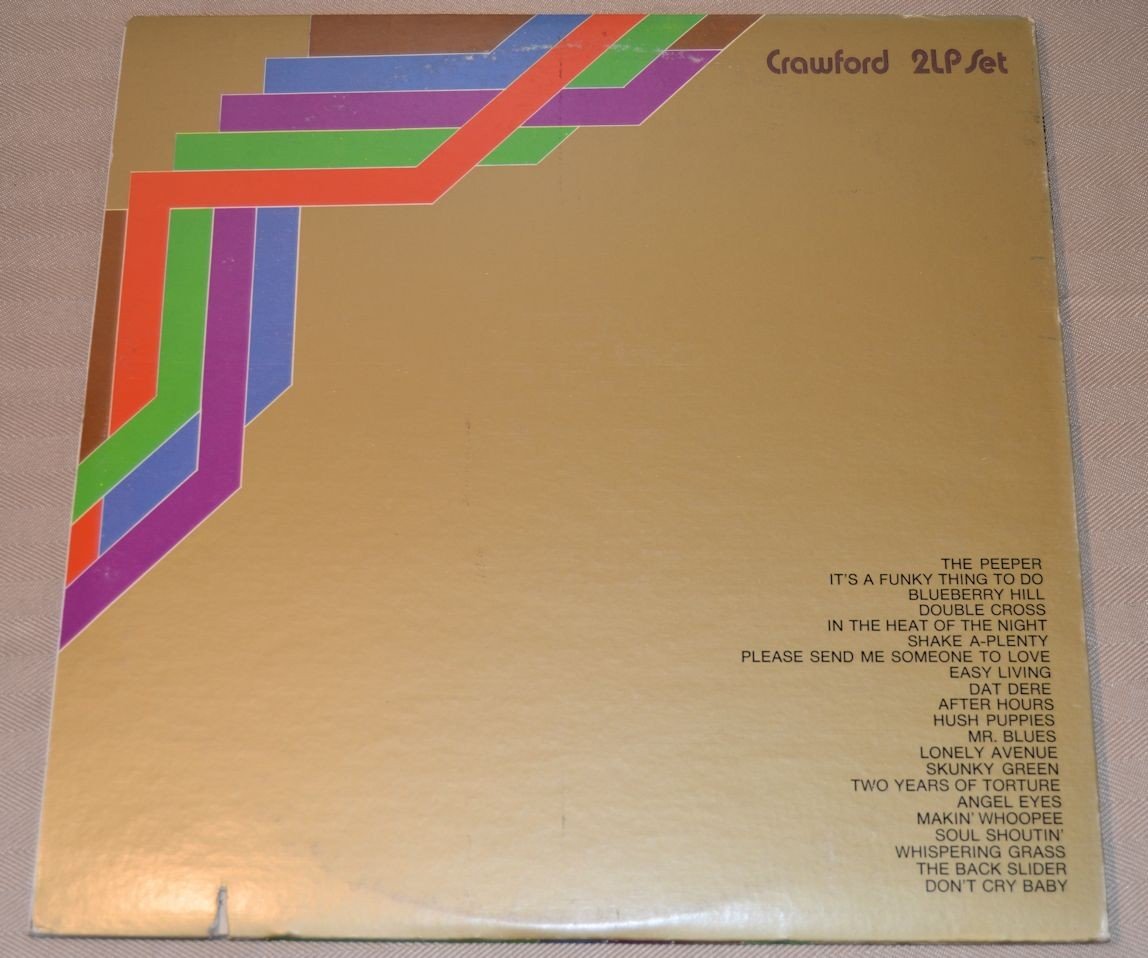 Crawford 2LP Set
THE PEEPER
IT'S A FUNKY THING TO DO
BLUEBERRY HILL
DOUBLE CROSS
IN THE HEAT OF THE NIGHT
SHAKE A-PLENTY
PLEASE SEND ME SOMEONE TO LOVE
EASY LIVING
DAT DERE
AFTER HOURS
HUSH PUPPIES
MR. BLUES
LONELY AVENUE
SKUNKY GREEN
TWO YEARS OF TORTURE
ANGEL EYES
MAKIN' WHOOPEE
SOUL SHOUTIN'
WHISPERING GRASS
THE BACK SLIDER
DON'T CRY BABY